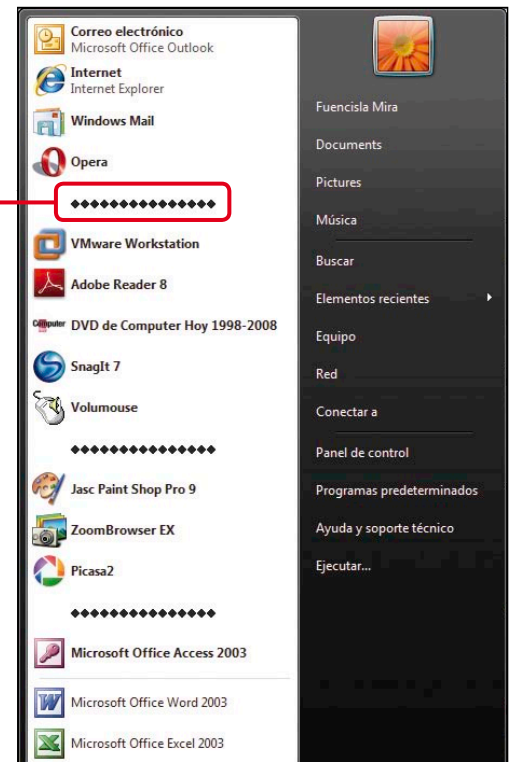 Correo electrónico
Microsoft Office Outlook
Internet
Internet Explorer
Windows Mail
Opera
◆◆◆◆◆◆◆◆◆◆◆◆◆◆◆
VMware Workstation
Adobe Reader 8
Computer DVD de Computer Hoy 1998-2008
SnagIt 7
Volumouse
◆◆◆◆◆◆◆◆◆◆◆◆◆◆◆
Jasc Paint Shop Pro 9
ZoomBrowser EX
Picasa2
◆◆◆◆◆◆◆◆◆◆◆◆◆◆◆
Microsoft Office Access 2003
Microsoft Office Word 2003
Microsoft Office Excel 2003
Fuencisla Mira
Documents
Pictures
Música
Buscar
Elementos recientes
Equipo
Red
Conectar a
Panel de control
Programas predeterminados
Ayuda y soporte técnico
Ejecutar...